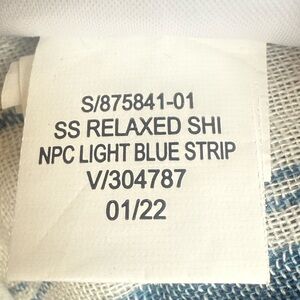 S/875841-01
SS RELAXED SHI
NPC LIGHT BLUE STRIP
V/304787
01/22